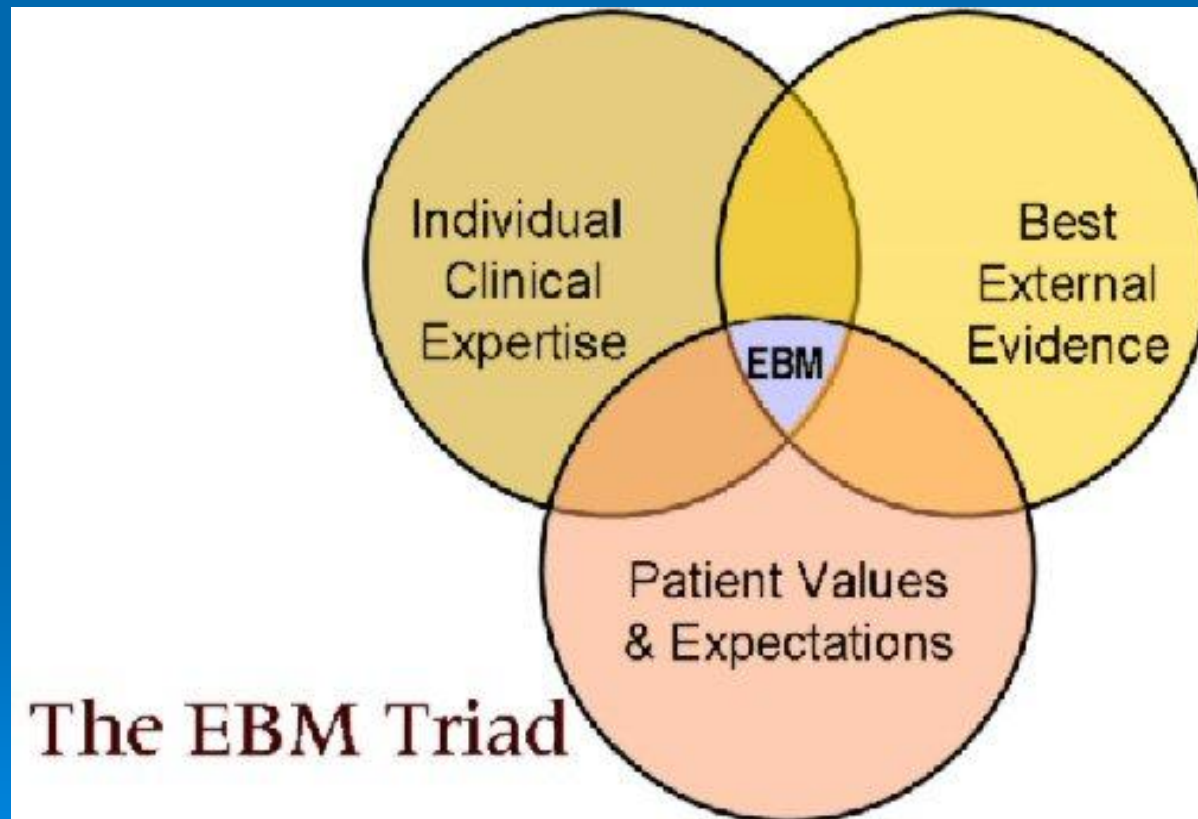 Individual
Clinical
Expertise
Best
External
Evidence
EBM
Patient Values
& Expectations
The EBM Triad